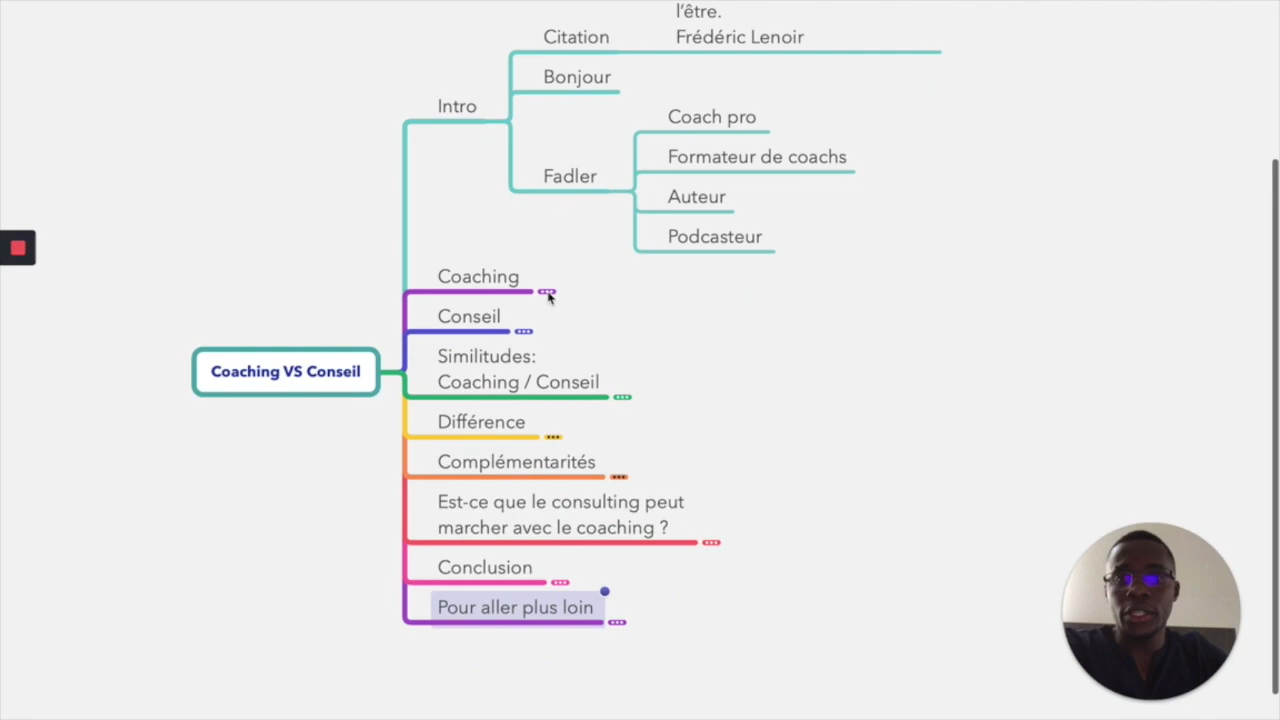 l'être.
Citation
Frédéric Lenoir
Bonjour
Intro
Coach pro
Formateur de coachs
Fadler
Auteur
Podcasteur
Coaching
Conseil
Similitudes:
Coaching / Conseil
Coaching VS Conseil
Différence
Complémentarités
Est-ce que le consulting peut
marcher avec le coaching ?
Conclusion
Pour aller plus loin